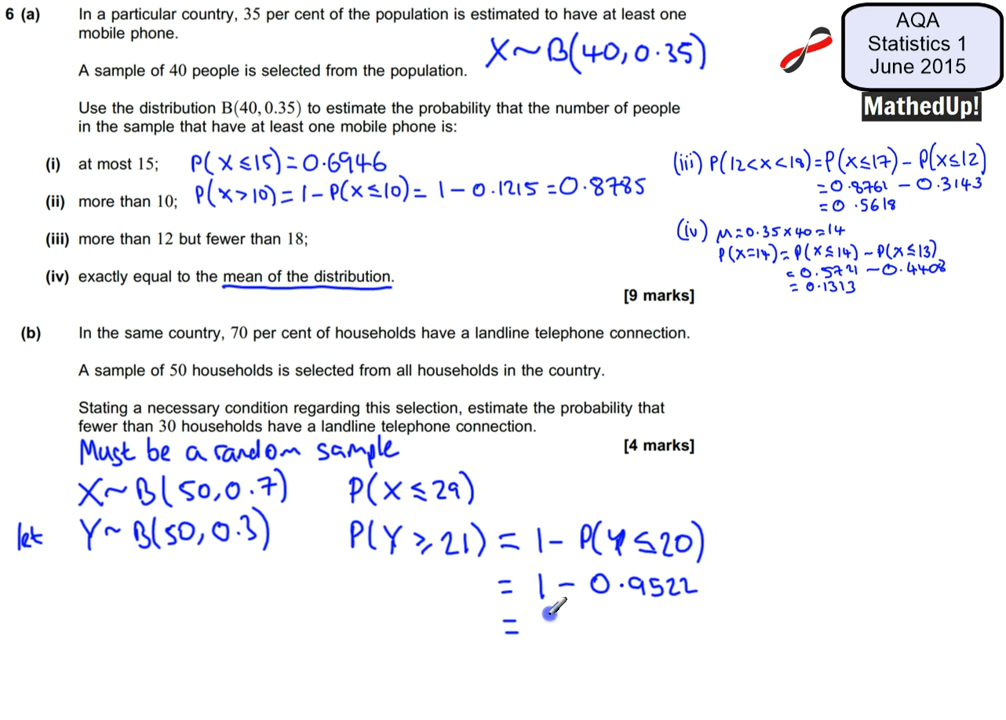 6 (a) In a particular country, 35 per cent of the population is estimated to have at least one
mobile phone.
X~B(40,0.35)
A sample of 40 people is selected from the population.
Use the distribution B(40, 0.35) to estimate the probability that the number of people
in the sample that have at least one mobile phone is:
(i) at most 15; P(X≤15)=0.6946
(ii) more than 10; P(X>10)=1-P(X≤10)=1-0.1215=0.8785
(iii) more than 12 but fewer than 18;
(iv) exactly equal to the mean of the distribution.
[9 marks]
AQA
Statistics 1
June 2015
MathedUp!
(iii) P(12<X<18)=P(X≤17)-P(X≤12)
=0.8761-0.3143
=0.5618
(iv) μ=0.35×40=14
P(X=14)=P(X≤14)-P(X≤13)
=0.5721-0.4408
=0.1313
(b) In the same country, 70 per cent of households have a landline telephone connection.
A sample of 50 households is selected from all households in the country.
Stating a necessary condition regarding this selection, estimate the probability that
fewer than 30 households have a landline telephone connection.
[4 marks]
Must be a random sample
X~B(50,0.7) P(X≤29)
let Y~B(50,0.3) P(Y≥21) = 1-P(Y≤20)
= 1-0.9522
=